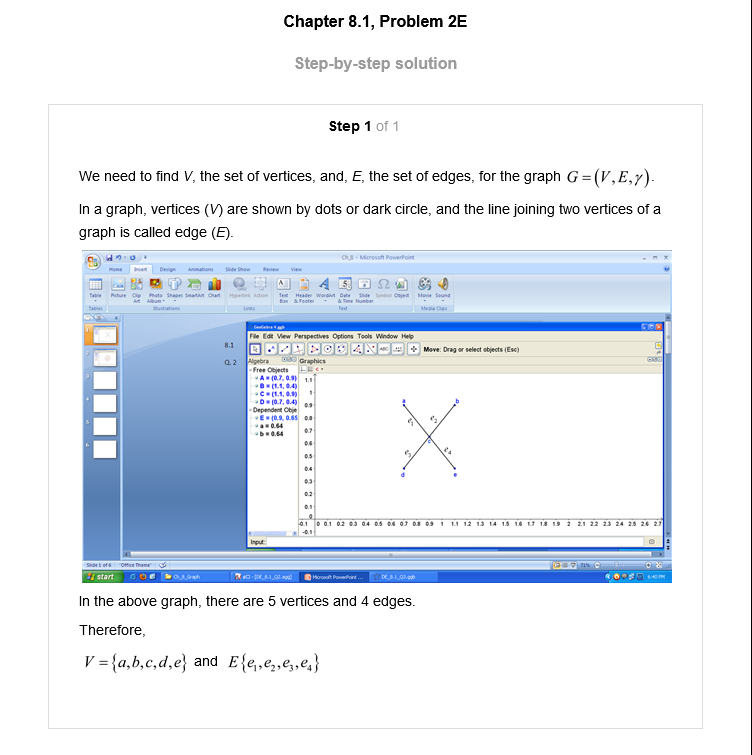 Chapter 8.1, Problem 2E
Step-by-step solution
Step 1 of 1
We need to find V, the set of vertices, and, E, the set of edges, for the graph G=(V,E,γ).
In a graph, vertices (V) are shown by dots or dark circle, and the line joining two vertices of a
graph is called edge (E).
Ch_8 - Microsoft PowerPoint
Home Insert Design Animations Slide Show Review View
Table Picture Clip Art Photo Album Shapes SmartArt Chart Hyperlink Action Text Box Header & Footer WordArt Date & Time Slide Number Symbol Object Movie Sound
Tables Illustrations Links Text Media Clips
8.1
Q. 2
GeoGebra 4.ggb
File Edit View Perspectives Options Tools Window Help
ABC Move: Drag or select objects (Esc)
Algebra Graphics
Free Objects
A = (0.7, 0.9)
B = (1.1, 0.4)
C = (1.1, 0.9)
D = (0.7, 0.4)
Dependent Obje
E = (0.9, 0.65
a = 0.64
b = 0.64
1.1
1
0.9
0.8
0.7
0.6
0.5
0.4
0.3
0.2
0.1
0
-0.1
a b
e₁ e₂
c
e₃ e₄
d e
-0.1 0 0.1 0.2 0.3 0.4 0.5 0.6 0.7 0.8 0.9 1 1.1 1.2 1.3 1.4 1.5 1.6 1.7 1.8 1.9 2 2.1 2.2 2.3 2.4 2.5 2.6 2.7
Input:
Slide 1 of 6 "Office Theme" 71%
start Ch_8_Graph Microsoft PowerPoint ... DE_8.1_Q3.ggb 6:40 PM
In the above graph, there are 5 vertices and 4 edges.
Therefore,
V={a,b,c,d,e} and E{e₁,e₂,e₃,e₄}